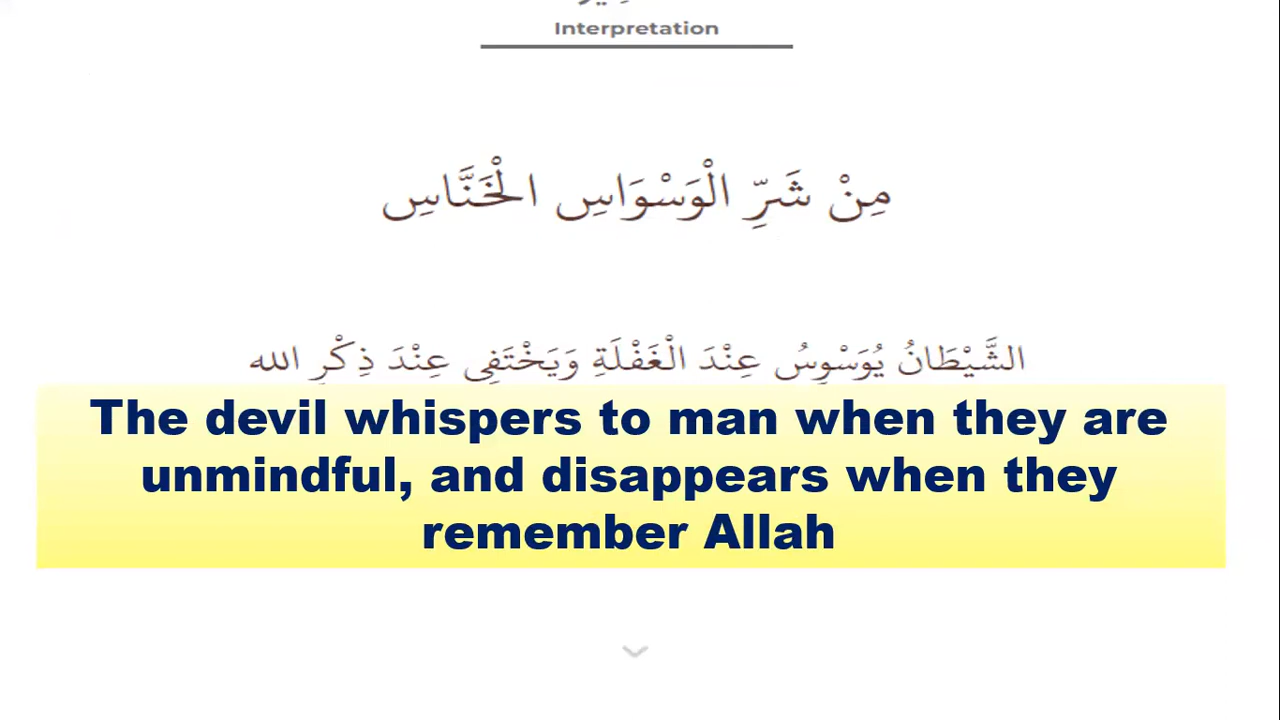 Interpretation
مِنْ شَرِّ الْوَسْوَاسِ الْخَنَّاسِ
الشَّيْطَانُ يُوَسْوِسُ عِنْدَ الْغَفْلَةِ وَيَخْتَفِي عِنْدَ ذِكْرِ الله
The devil whispers to man when they are
unmindful, and disappears when they
remember Allah